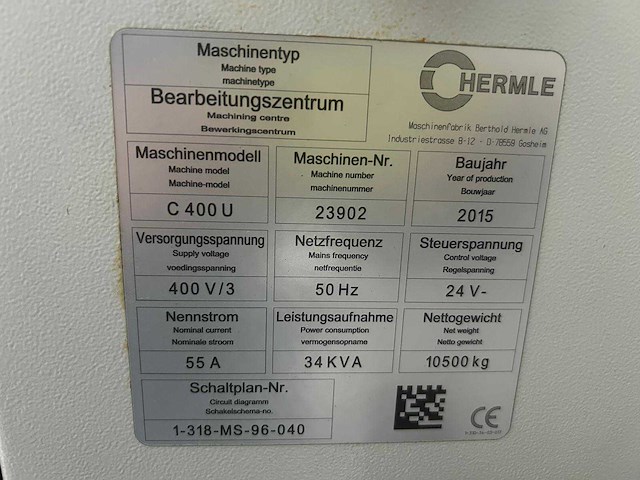 Maschinentyp
Machine type
machinetype
Bearbeitungszentrum
Machining centre
Bewerkingscentrum
HERMLE
Maschinenfabrik Berthold Hermle AG
Industriestrasse 8-12 · D-78559 Gosheim
Maschinenmodell
Machine model
Machine-model
C 400 U
Maschinen-Nr.
Machine number
machinenummer
23902
Baujahr
Year of production
Bouwjaar
2015
Versorgungsspannung
Supply voltage
voedingsspanning
400 V/3
Netzfrequenz
Mains frequency
netfrequentie
50 Hz
Steuerspannung
Control voltage
Regelspanning
24 V-
Nennstrom
Nominal current
Nominale stroom
55 A
Leistungsaufnahme
Power consumption
vermogensopname
34 KVA
Nettogewicht
Net weight
Netto gewicht
10500 kg
Schaltplan-Nr.
Circuit diagramm
Schakelschema-no.
1-318-MS-96-040
CE